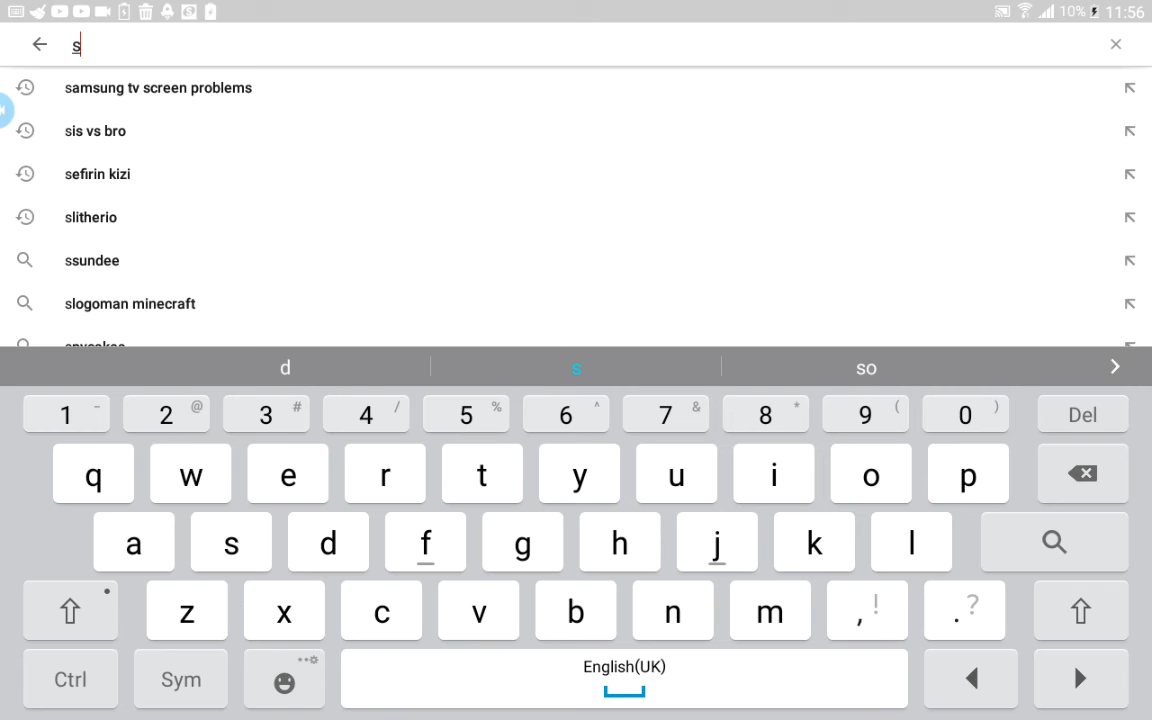 10% 11:56
s
samsung tv screen problems
sis vs bro
sefirin kizi
slitherio
ssundee
slogoman minecraft
d s so
1 - 2 @ 3 # 4 / 5 % 6 ^ 7 & 8 * 9 ( 0 ) Del
q w e r t y u i o p
a s d f g h j k l
z x c v b n m , ! . ?
Ctrl Sym English(UK)